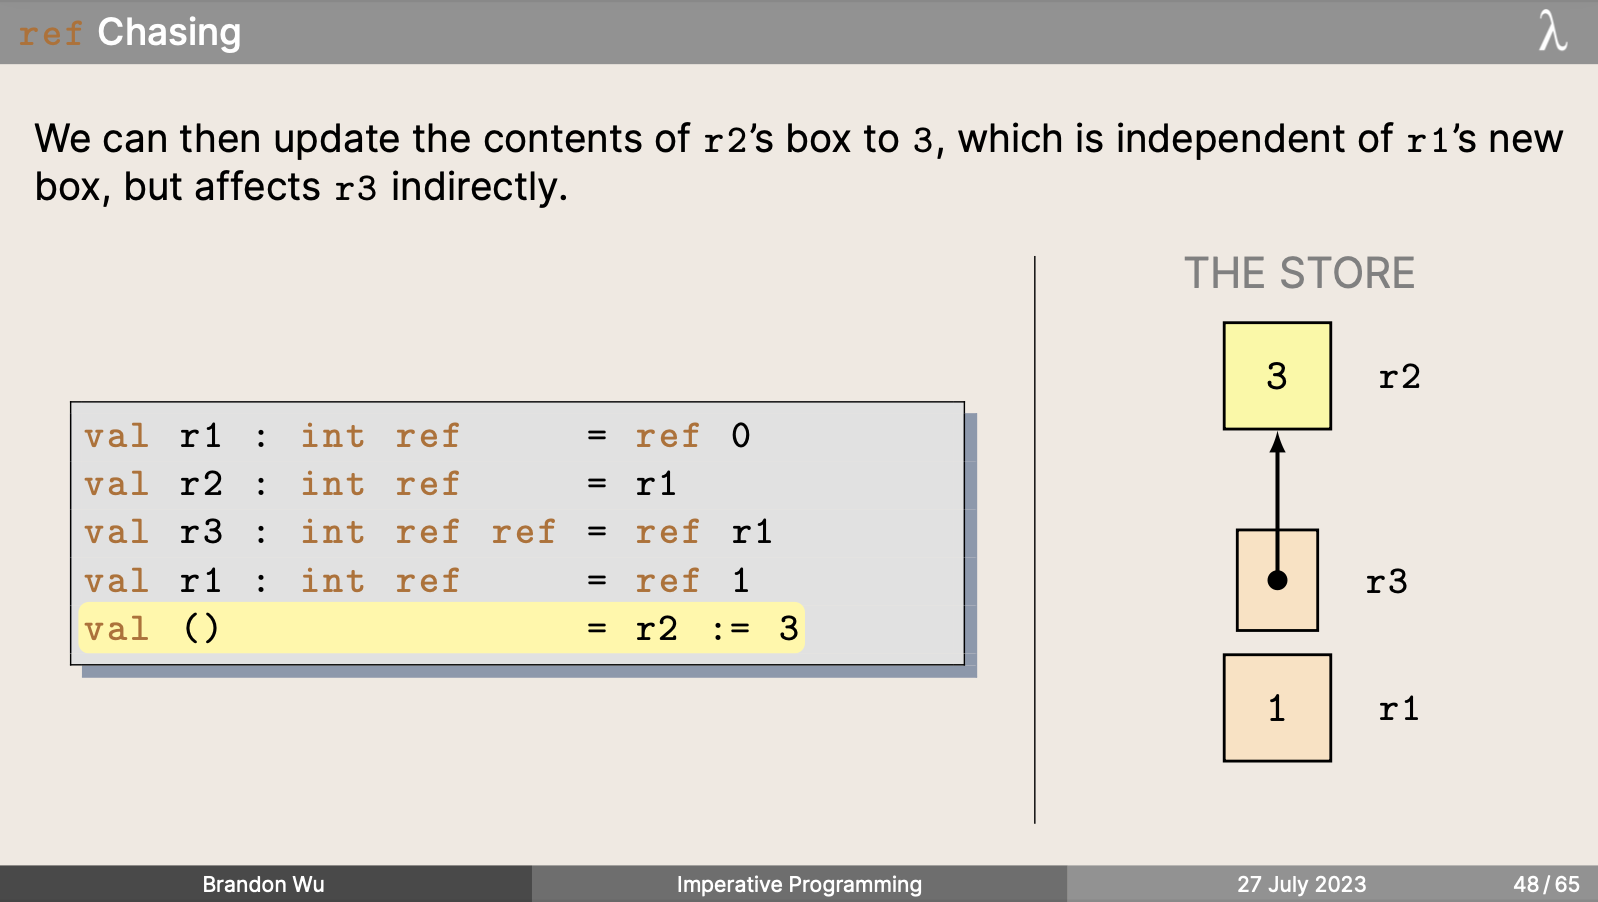 ref Chasing
λ
We can then update the contents of r2’s box to 3, which is independent of r1’s new
box, but affects r3 indirectly.
THE STORE
val r1 : int ref = ref 0
val r2 : int ref = r1
val r3 : int ref ref = ref r1
val r1 : int ref = ref 1
val () = r2 := 3
3 r2
r3
1 r1
Brandon Wu
Imperative Programming
27 July 2023
48/65